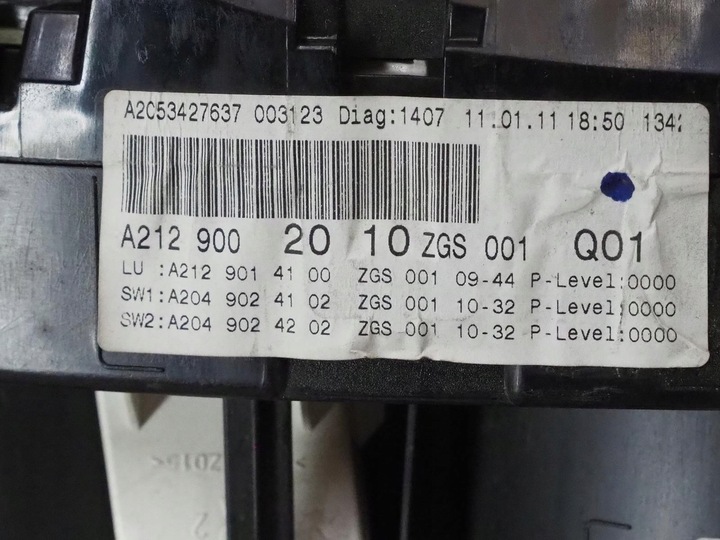 A2C53427637 003123 Diag:1407 11.01.11 18:50 1342
A212 900 20 10 ZGS 001 Q01
LU :A212 901 41 00 ZGS 001 09-44 P-Level:0000
SW1:A204 902 41 02 ZGS 001 10-32 P-Level:0000
SW2:A204 902 42 02 ZGS 001 10-32 P-Level:0000